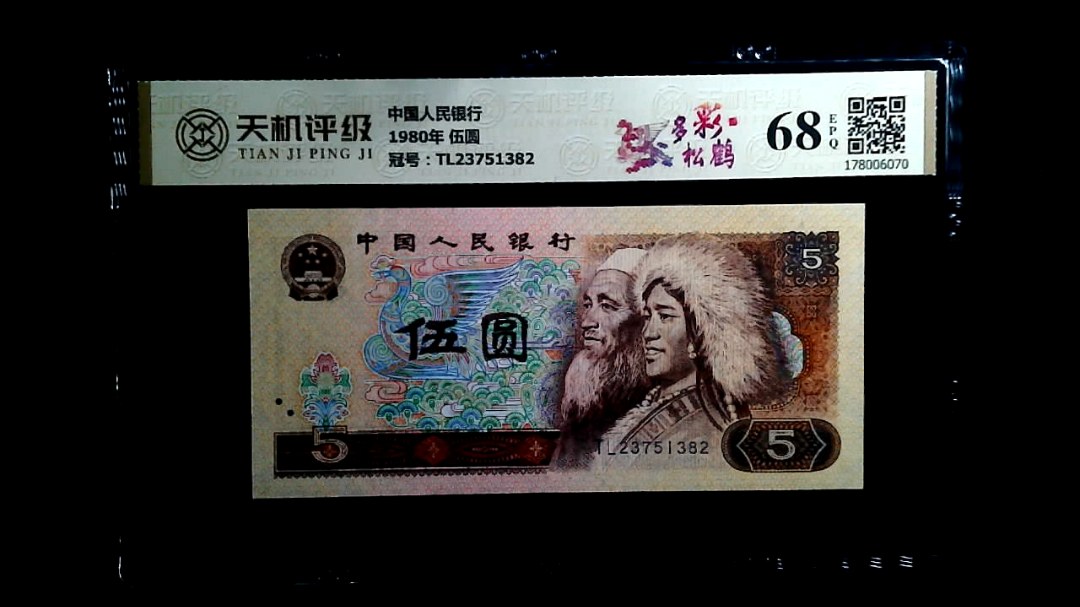 天机评级
TIAN JI PING JI
中国人民银行
1980年 伍圆
冠号：TL23751382
多彩
松鹤
68
EPQ
178006070
中国人民银行
5
伍圆
5
TL23751382
5